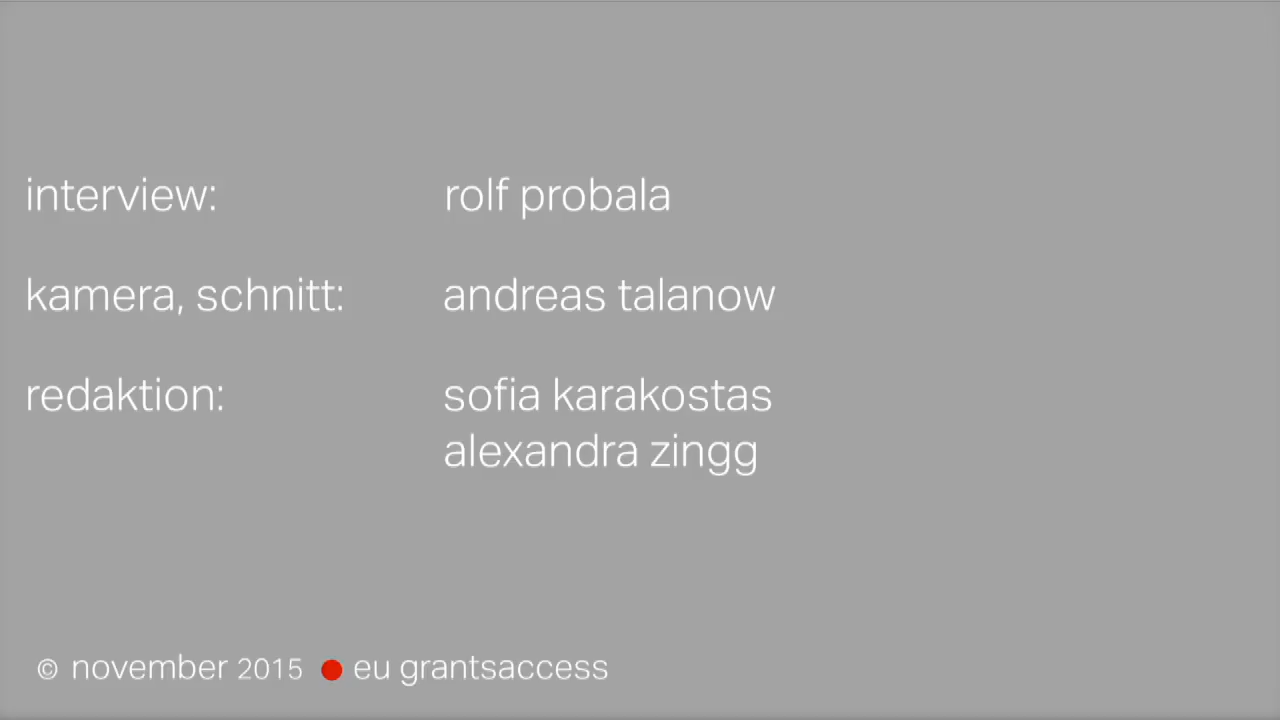 interview: rolf probala
kamera, schnitt: andreas talanow
redaktion: sofia karakostas
alexandra zingg
© november 2015 eu grantsaccess